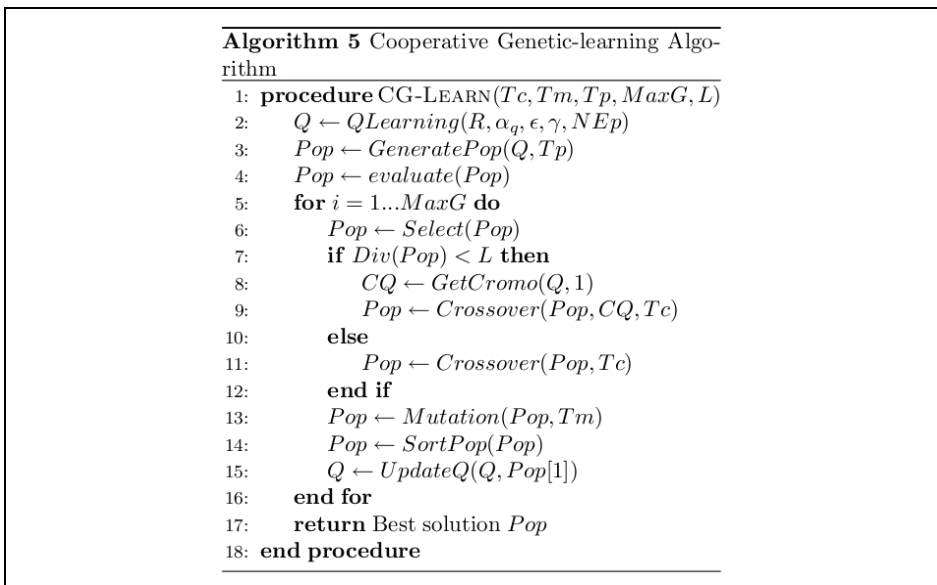 Algorithm 5 Cooperative Genetic-learning Algo-
rithm
1: procedure CG-LEARN(Tc, Tm, Tp, MaxG, L)
2: Q ← QLearning(R, α_q, ϵ, γ, NEp)
3: Pop ← GeneratePop(Q, Tp)
4: Pop ← evaluate(Pop)
5: for i = 1...MaxG do
6: Pop ← Select(Pop)
7: if Div(Pop) < L then
8: CQ ← GetCromo(Q, 1)
9: Pop ← Crossover(Pop, CQ, Tc)
10: else
11: Pop ← Crossover(Pop, Tc)
12: end if
13: Pop ← Mutation(Pop, Tm)
14: Pop ← SortPop(Pop)
15: Q ← UpdateQ(Q, Pop[1])
16: end for
17: return Best solution Pop
18: end procedure